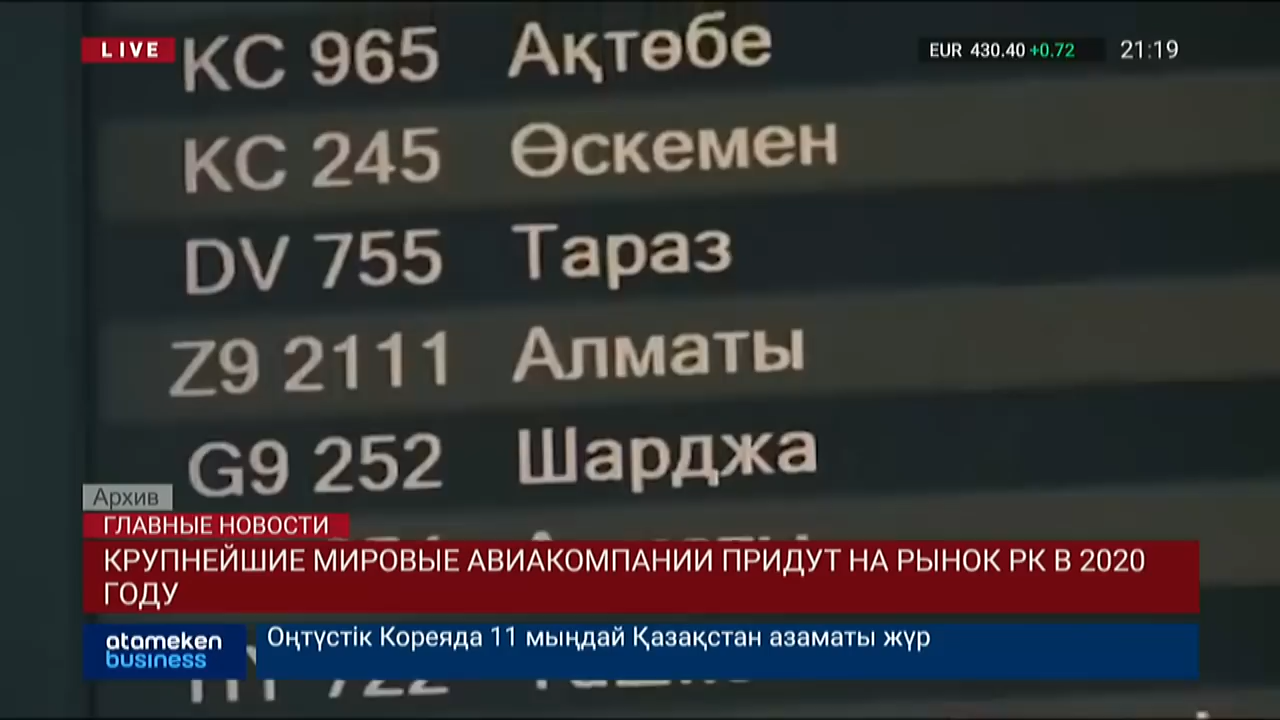 LIVE
EUR 430.40 +0.72
21:19
KC 965 Ақтөбе
KC 245 Өскемен
DV 755 Тараз
Z9 2111 Алматы
G9 252 Шарджа
Архив
ГЛАВНЫЕ НОВОСТИ
КРУПНЕЙШИЕ МИРОВЫЕ АВИАКОМПАНИИ ПРИДУТ НА РЫНОК РК В 2020
ГОДУ
atameken
business
Оңтүстік Кореяда 11 мыңдай Қазақстан азаматы жүр
722